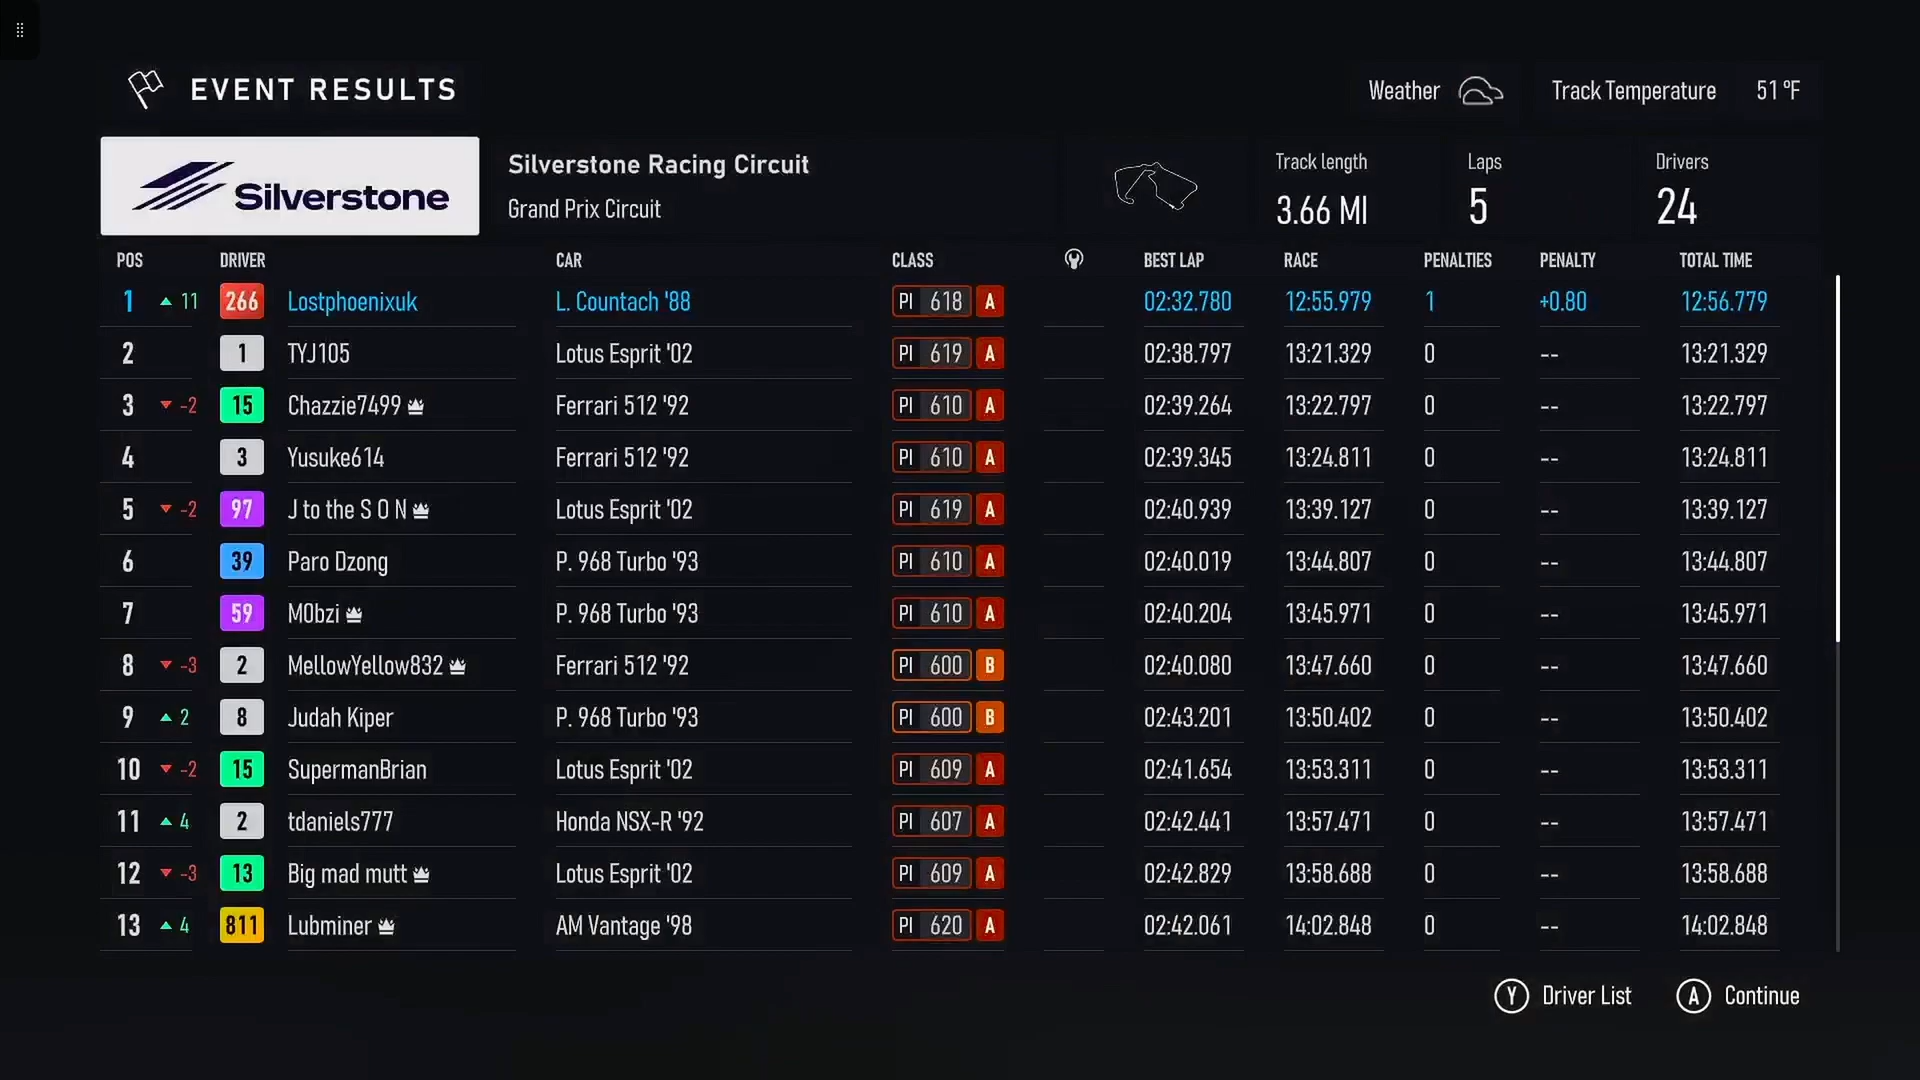 EVENT RESULTS
Weather Track Temperature 51 °F
Silverstone
Silverstone Racing Circuit
Grand Prix Circuit
Track length Laps Drivers
3.66 MI 5 24
POS DRIVER CAR CLASS BEST LAP RACE PENALTIES PENALTY TOTAL TIME
1 11 266 Lostphoenixuk L. Countach '88 PI 618 A 02:32.780 12:55.979 1 +0.80 12:56.779
2 1 TYJ105 Lotus Esprit '02 PI 619 A 02:38.797 13:21.329 0 -- 13:21.329
3 -2 15 Chazzie7499 Ferrari 512 '92 PI 610 A 02:39.264 13:22.797 0 -- 13:22.797
4 3 Yusuke614 Ferrari 512 '92 PI 610 A 02:39.345 13:24.811 0 -- 13:24.811
5 -2 97 J to the S O N Lotus Esprit '02 PI 619 A 02:40.939 13:39.127 0 -- 13:39.127
6 39 Paro Dzong P. 968 Turbo '93 PI 610 A 02:40.019 13:44.807 0 -- 13:44.807
7 59 M0bzi P. 968 Turbo '93 PI 610 A 02:40.204 13:45.971 0 -- 13:45.971
8 -3 2 MellowYellow832 Ferrari 512 '92 PI 600 B 02:40.080 13:47.660 0 -- 13:47.660
9 2 8 Judah Kiper P. 968 Turbo '93 PI 600 B 02:43.201 13:50.402 0 -- 13:50.402
10 -2 15 SupermanBrian Lotus Esprit '02 PI 609 A 02:41.654 13:53.311 0 -- 13:53.311
11 4 2 tdaniels777 Honda NSX-R '92 PI 607 A 02:42.441 13:57.471 0 -- 13:57.471
12 -3 13 Big mad mutt Lotus Esprit '02 PI 609 A 02:42.829 13:58.688 0 -- 13:58.688
13 4 811 Lubminer AM Vantage '98 PI 620 A 02:42.061 14:02.848 0 -- 14:02.848
Y Driver List A Continue